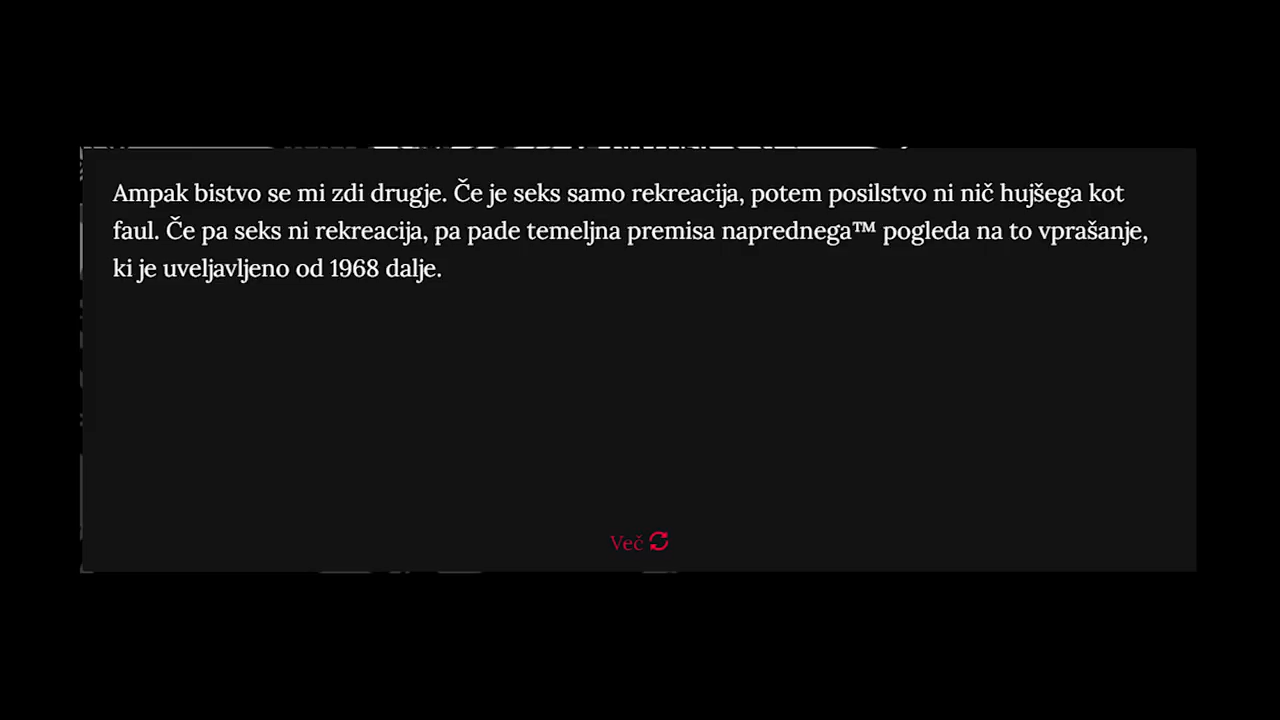 Ampak bistvo se mi zdi drugje. Če je seks samo rekreacija, potem posilstvo ni nič hujšega kot
faul. Če pa seks ni rekreacija, pa pade temeljna premisa naprednega™ pogleda na to vprašanje,
ki je uveljavljeno od 1968 dalje.
Več